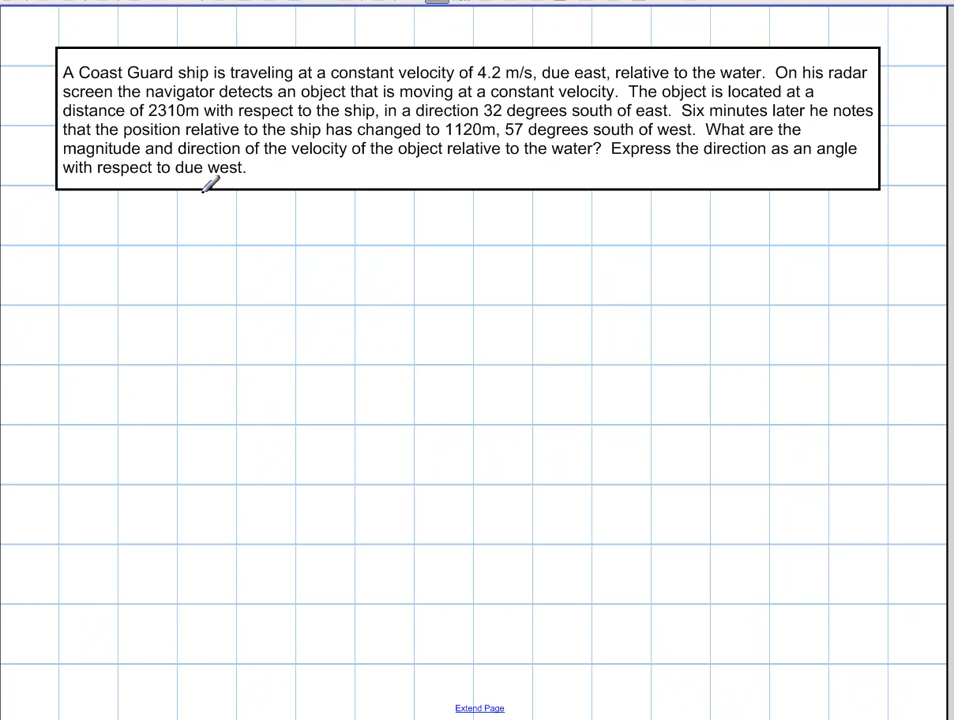 A Coast Guard ship is traveling at a constant velocity of 4.2 m/s, due east, relative to the water.  On his radar
screen the navigator detects an object that is moving at a constant velocity.  The object is located at a
distance of 2310m with respect to the ship, in a direction 32 degrees south of east.  Six minutes later he notes
that the position relative to the ship has changed to 1120m, 57 degrees south of west.  What are the
magnitude and direction of the velocity of the object relative to the water?  Express the direction as an angle
with respect to due west.
Extend Page